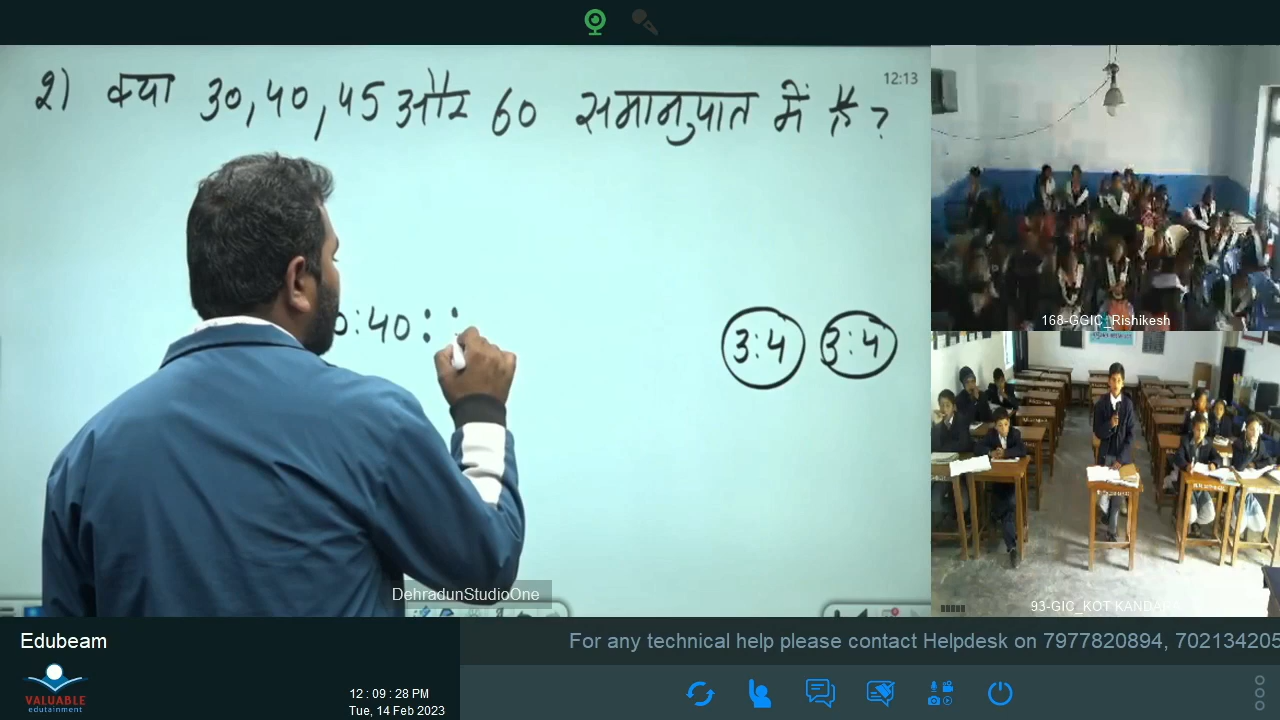 12:13
२) क्या 30, 40, 45 और 60 समानुपात में है ?
0:40 ::
3:4 3:4
168-GGIC_Rishikesh
DehradunStudioOne
93-GIC_KOT
Edubeam
For any technical help please contact Helpdesk on 7977820894, 702134205
VALUABLE
edutainment
12 : 09 : 28 PM
Tue, 14 Feb 2023